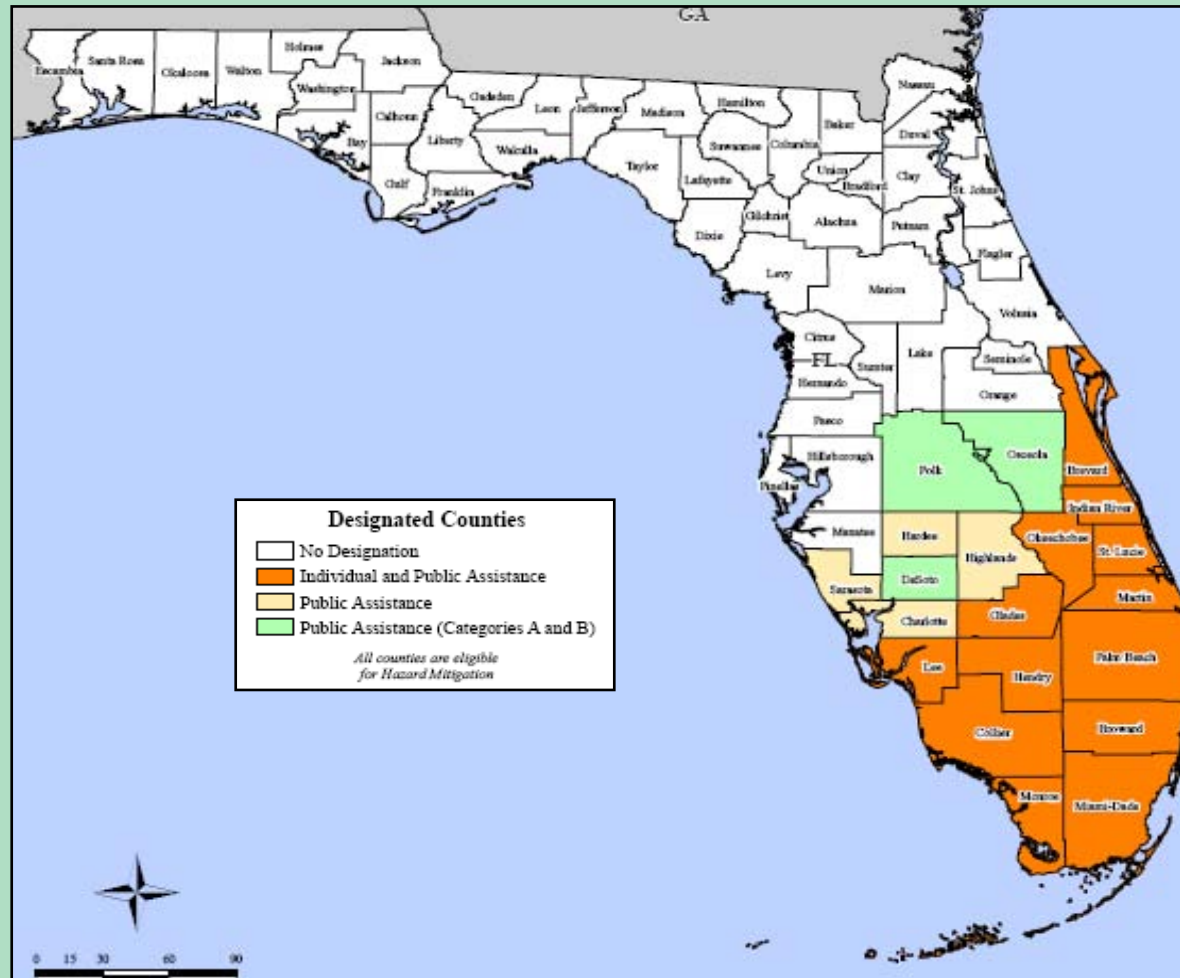 GA
Escambia
Santa Rosa
Okaloosa
Walton
Holmes
Washington
Jackson
Bay
Calhoun
Gulf
Gadsden
Liberty
Franklin
Leon
Wakulla
Jefferson
Madison
Taylor
Hamilton
Suwannee
Lafayette
Dixie
Columbia
Gilchrist
Levy
Baker
Union
Bradford
Alachua
Nassau
Duval
Clay
St. Johns
Putnam
Flagler
Marion
Volusia
Citrus
FL
Sumter
Lake
Seminole
Hernando
Orange
Pasco
Hillsborough
Pinellas
Polk
Osceola
Brevard
Indian River
Manatee
Hardee
Highlands
Okeechobee
St. Lucie
Sarasota
DeSoto
Martin
Charlotte
Glades
Lee
Hendry
Palm Beach
Collier
Broward
Monroe
Miami-Dade
Designated Counties
No Designation
Individual and Public Assistance
Public Assistance
Public Assistance (Categories A and B)
All counties are eligible
for Hazard Mitigation
0 15 30 60 90